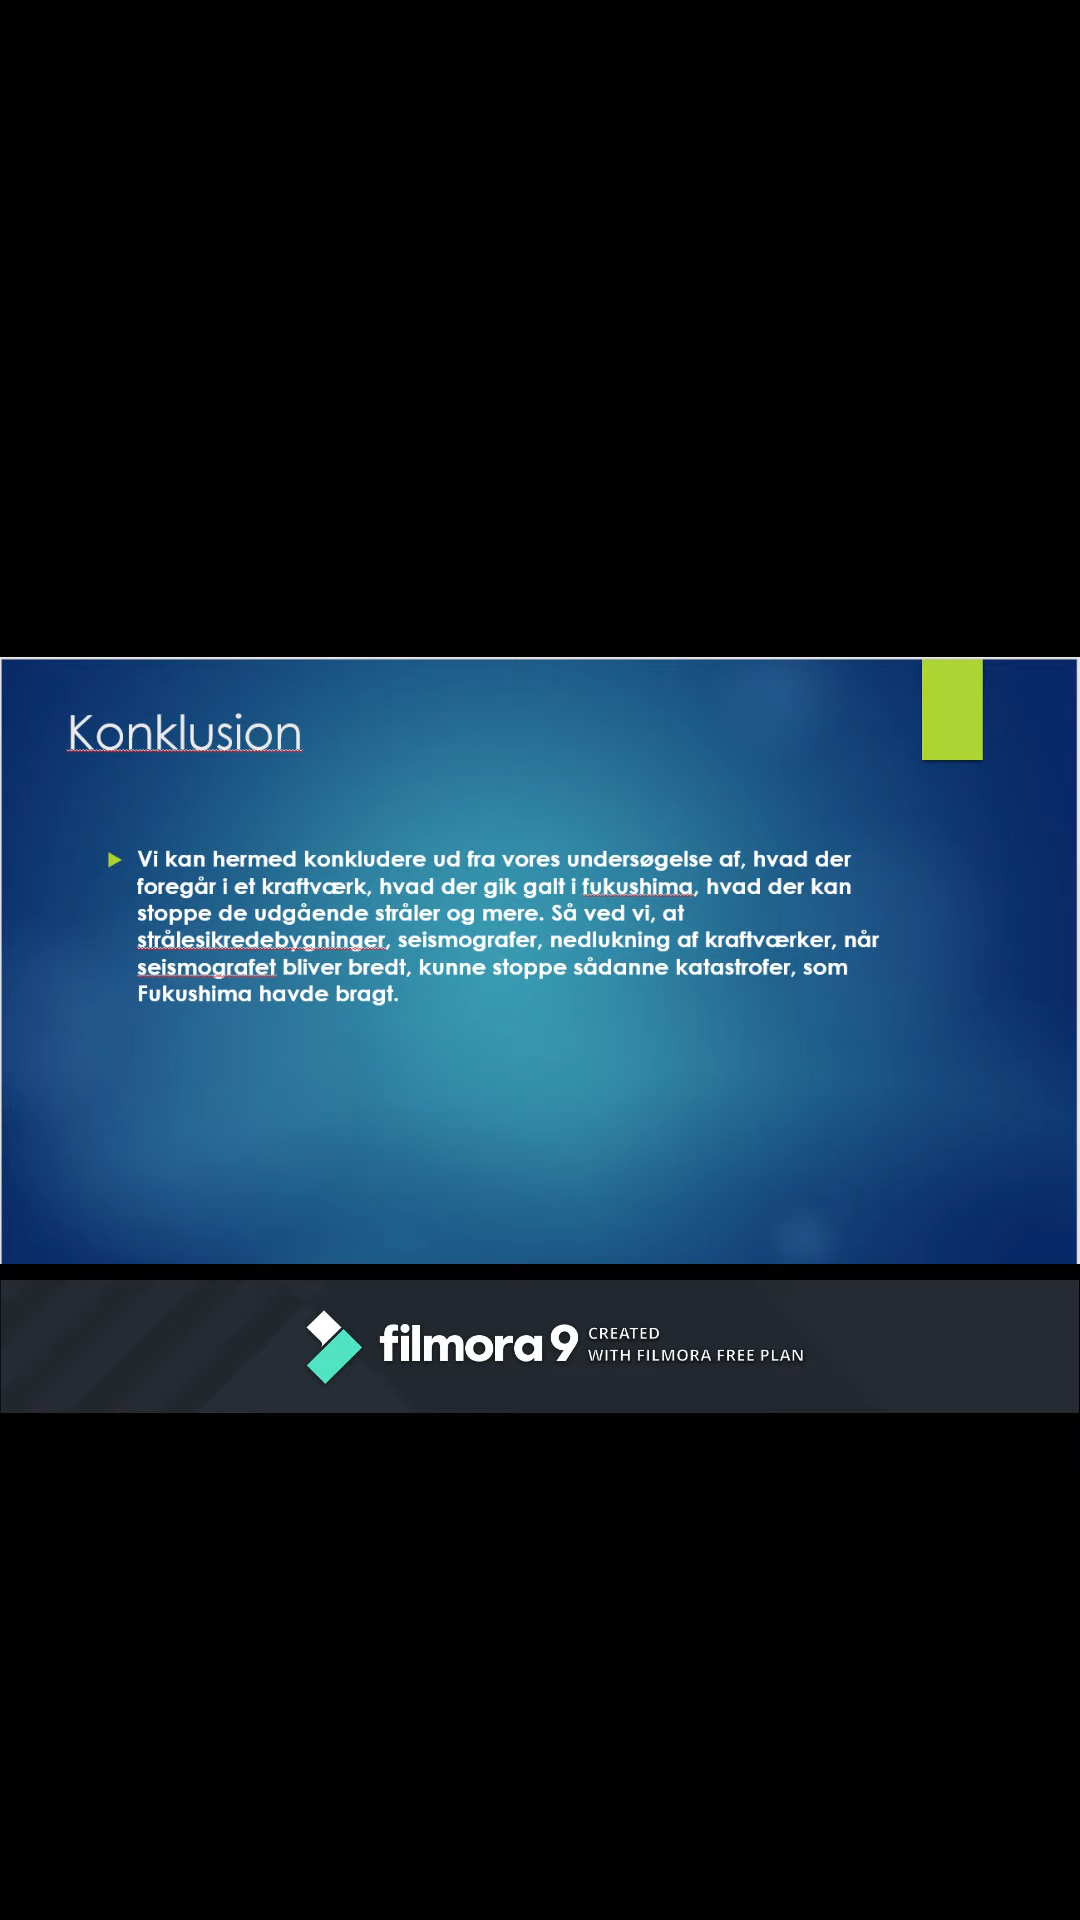 Konklusion
Vi kan hermed konkludere ud fra vores undersøgelse af, hvad der
foregår i et kraftværk, hvad der gik galt i fukushima, hvad der kan
stoppe de udgående stråler og mere. Så ved vi, at
strålesikredebygninger, seismografer, nedlukning af kraftværker, når
seismografet bliver bredt, kunne stoppe sådanne katastrofer, som
Fukushima havde bragt.
filmora 9 CREATED
WITH FILMORA FREE PLAN